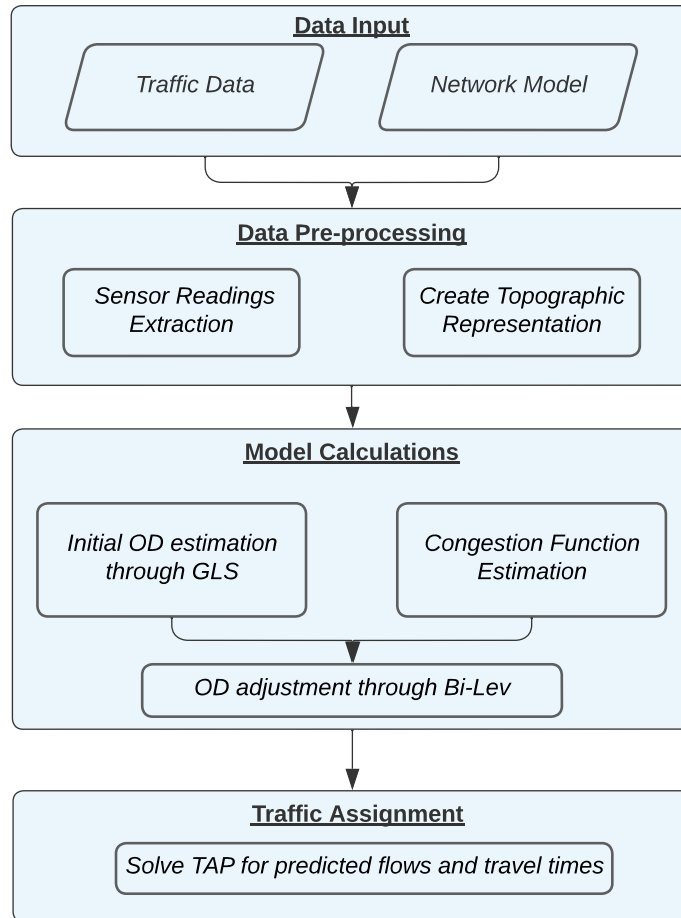 Data Input
Traffic Data
Network Model
Data Pre-processing
Sensor Readings
Extraction
Create Topographic
Representation
Model Calculations
Initial OD estimation
through GLS
Congestion Function
Estimation
OD adjustment through Bi-Lev
Traffic Assignment
Solve TAP for predicted flows and travel times